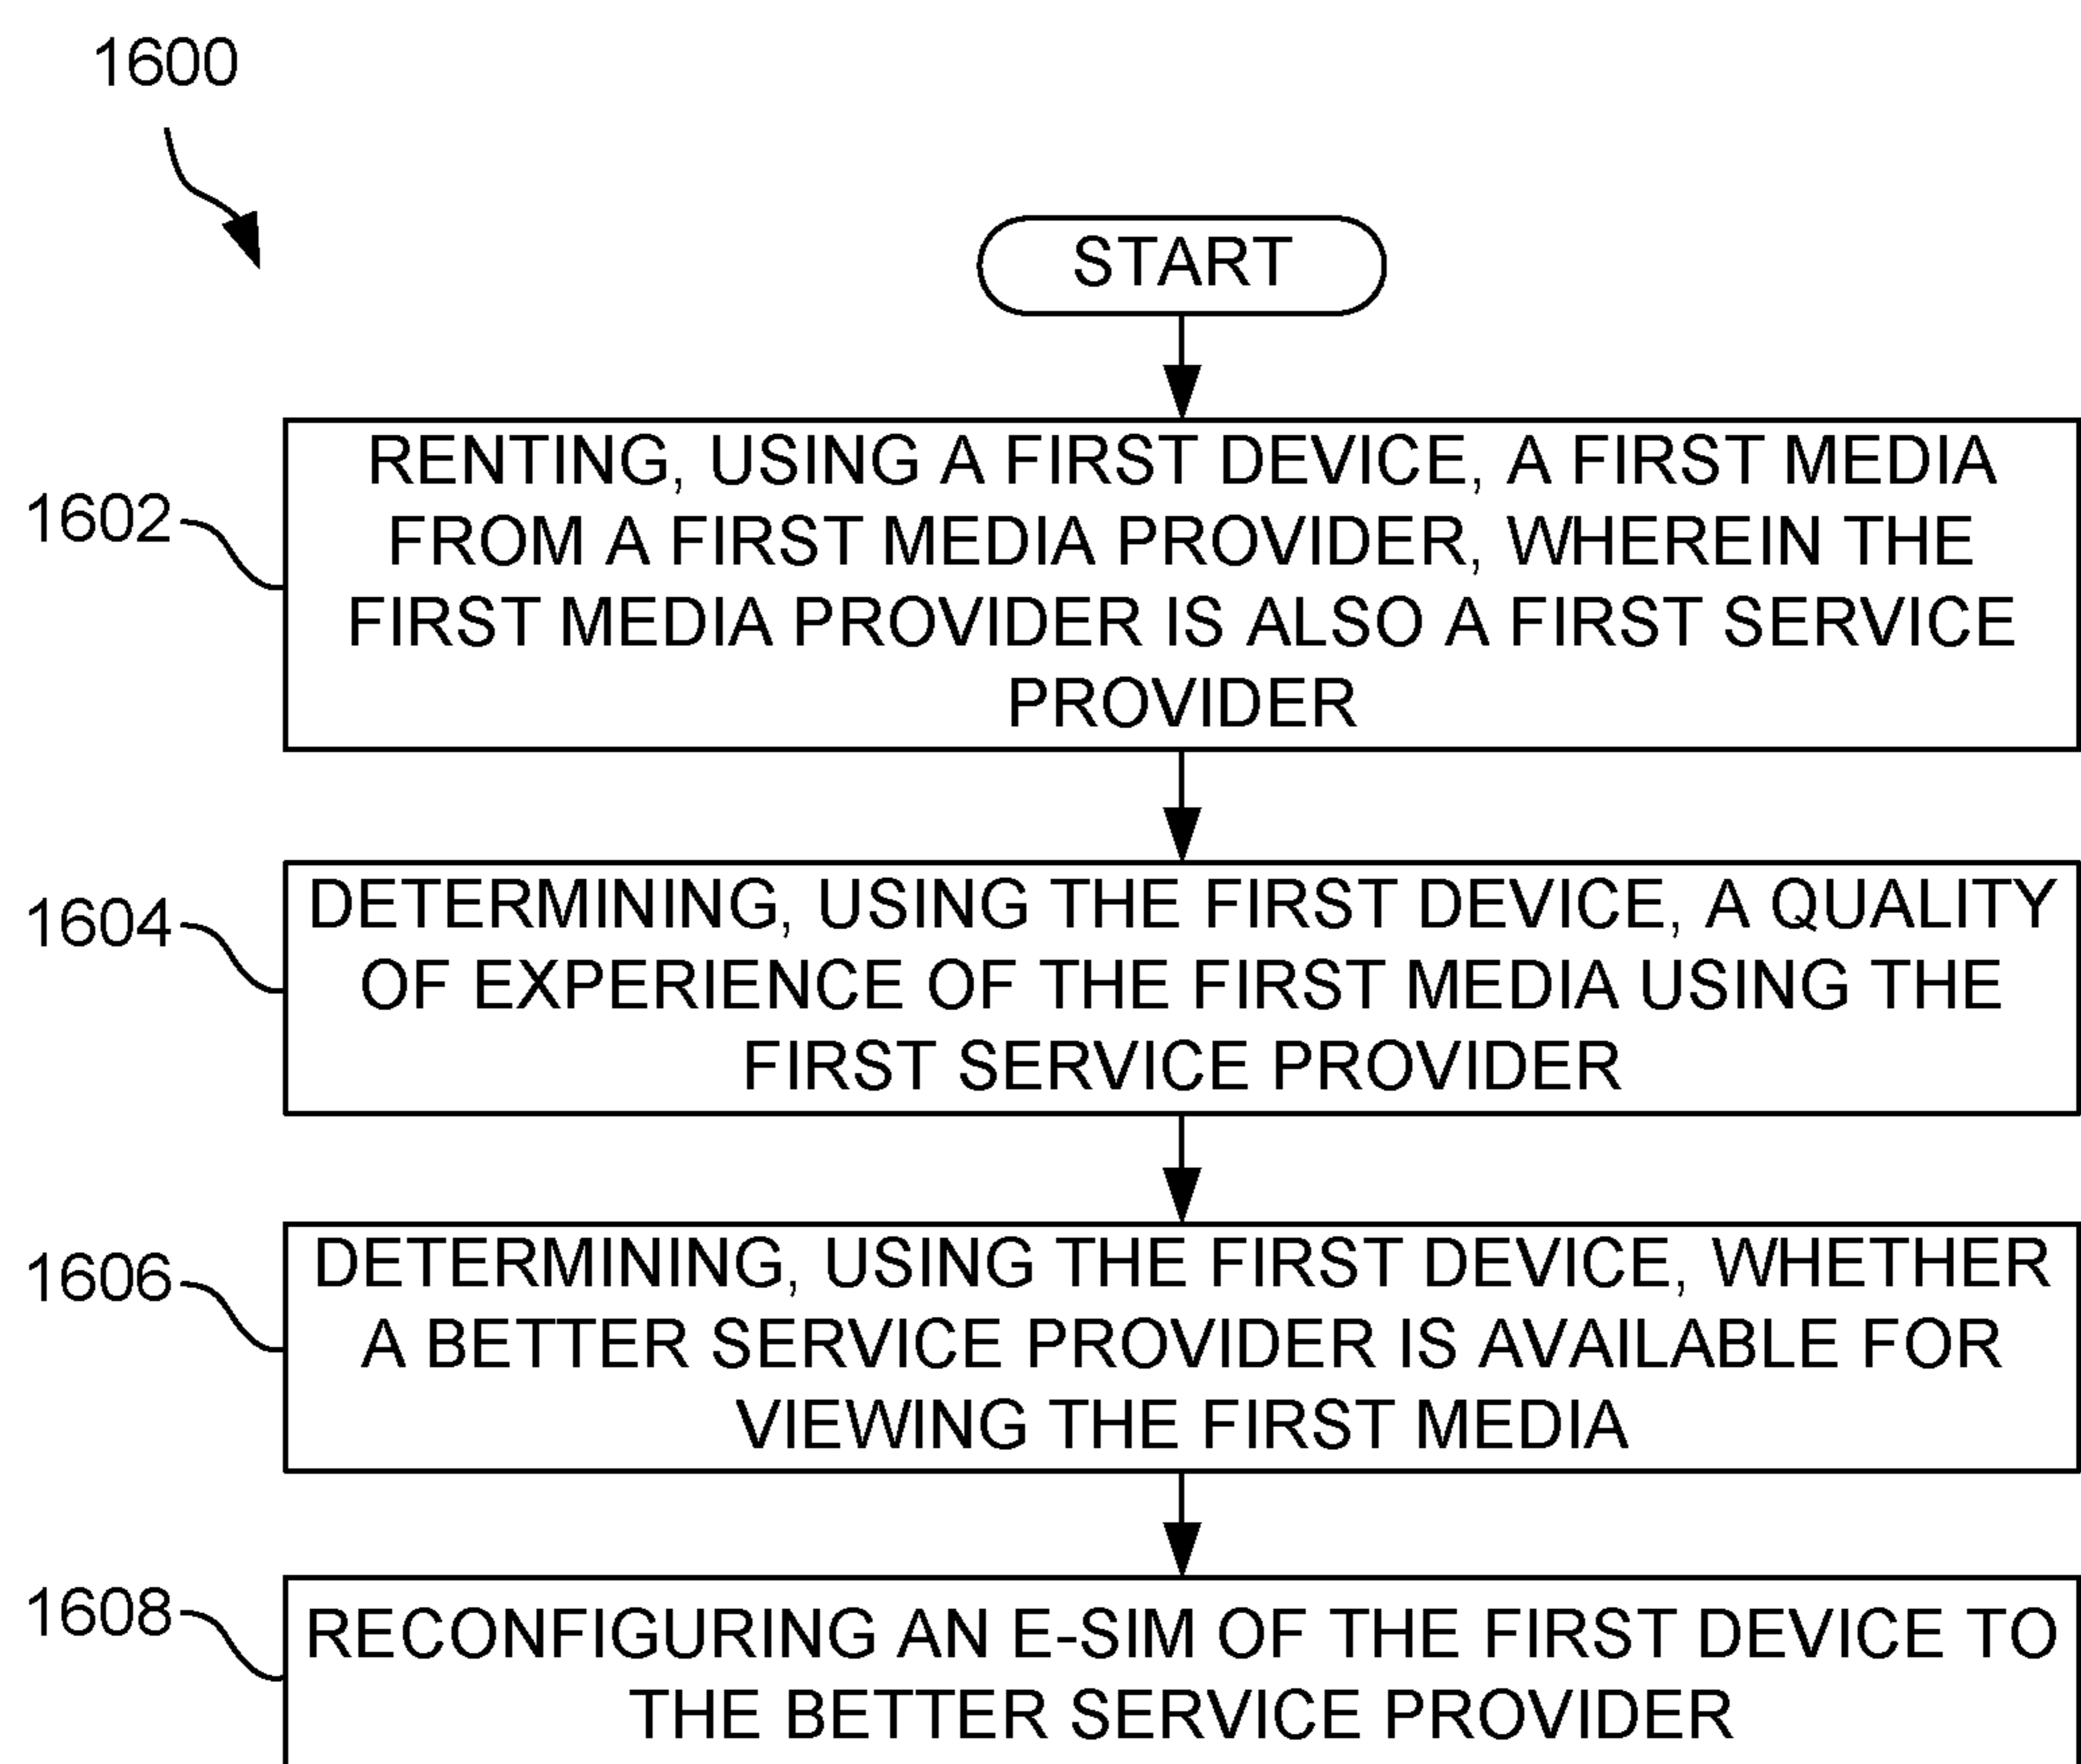 1600
START
1602
RENTING, USING A FIRST DEVICE, A FIRST MEDIA
FROM A FIRST MEDIA PROVIDER, WHEREIN THE
FIRST MEDIA PROVIDER IS ALSO A FIRST SERVICE
PROVIDER
1604
DETERMINING, USING THE FIRST DEVICE, A QUALITY
OF EXPERIENCE OF THE FIRST MEDIA USING THE
FIRST SERVICE PROVIDER
1606
DETERMINING, USING THE FIRST DEVICE, WHETHER
A BETTER SERVICE PROVIDER IS AVAILABLE FOR
VIEWING THE FIRST MEDIA
1608
RECONFIGURING AN E-SIM OF THE FIRST DEVICE TO
THE BETTER SERVICE PROVIDER